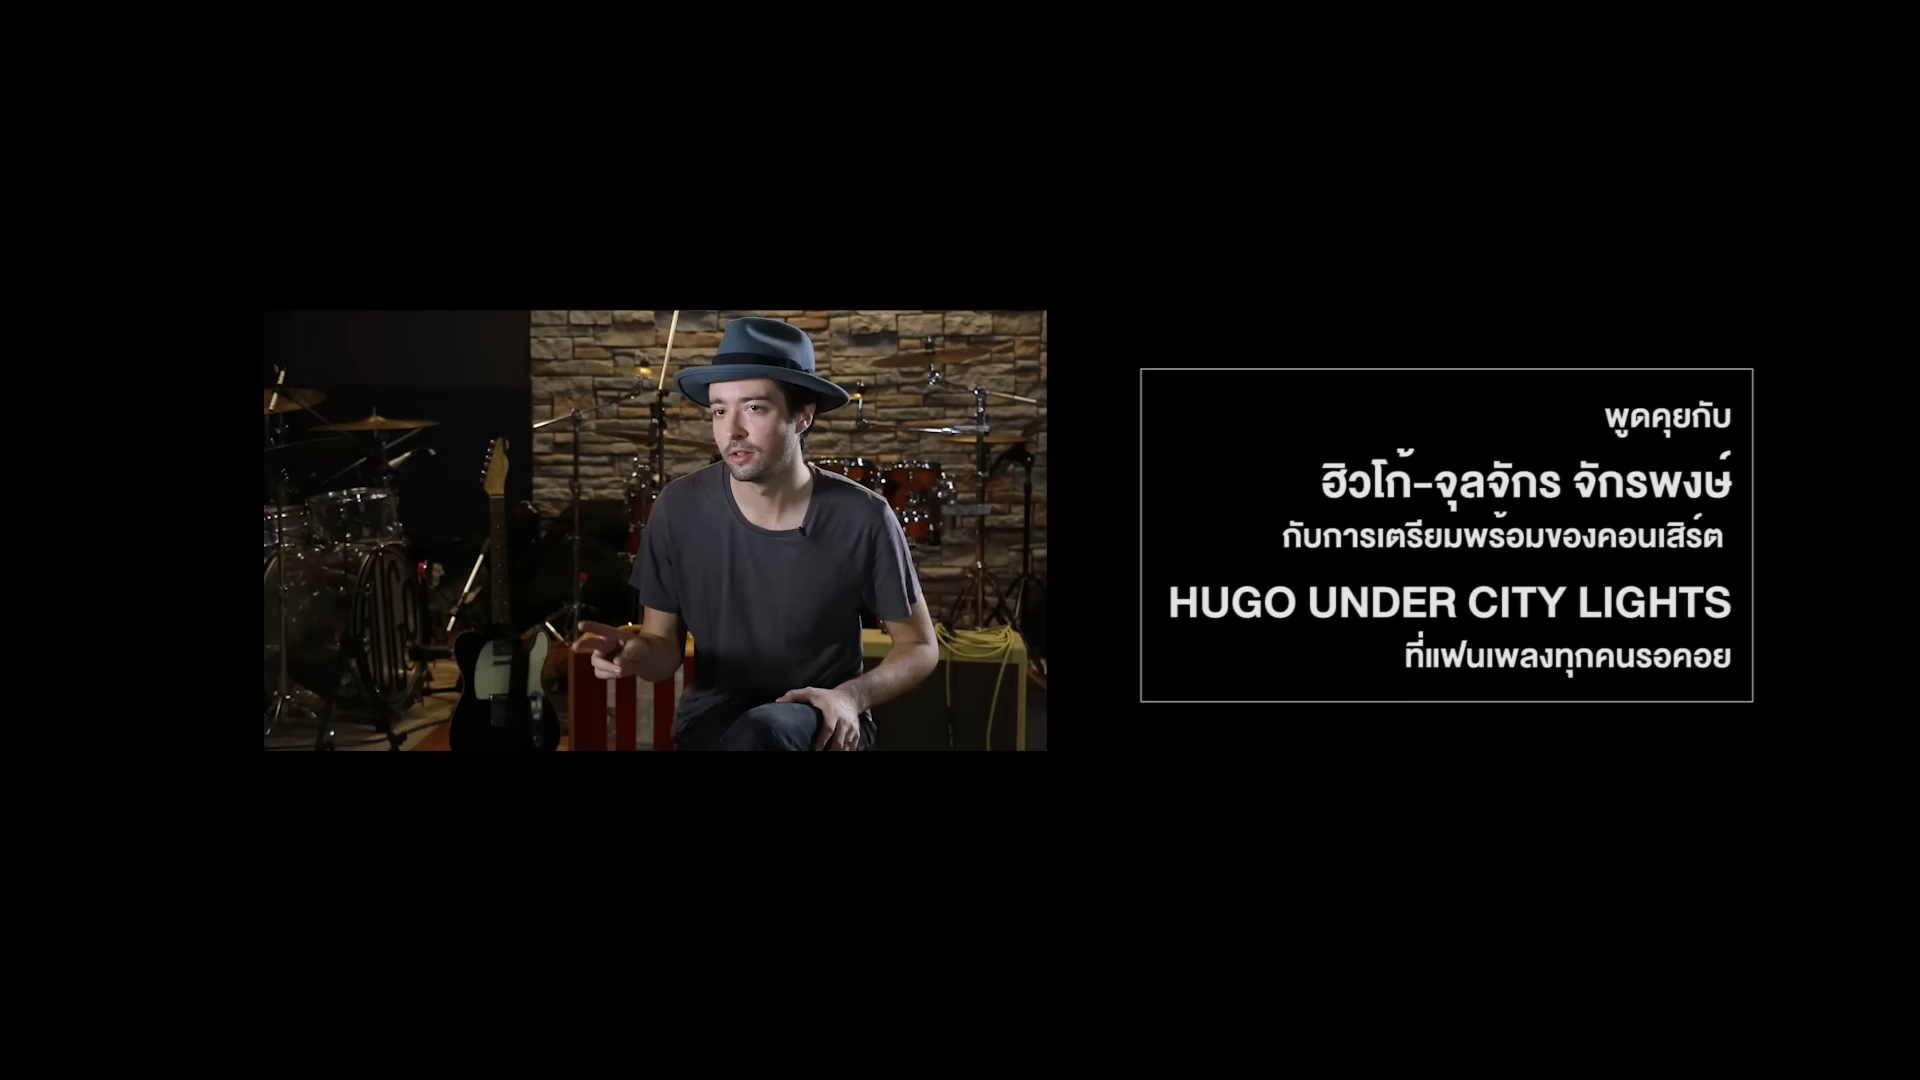 พูดคุยกับ
ฮิวโก้-จุลจักร จักรพงษ์
กับการเตรียมพร้อมของคอนเสิร์ต
HUGO UNDER CITY LIGHTS
ที่แฟนเพลงทุกคนรอคอย